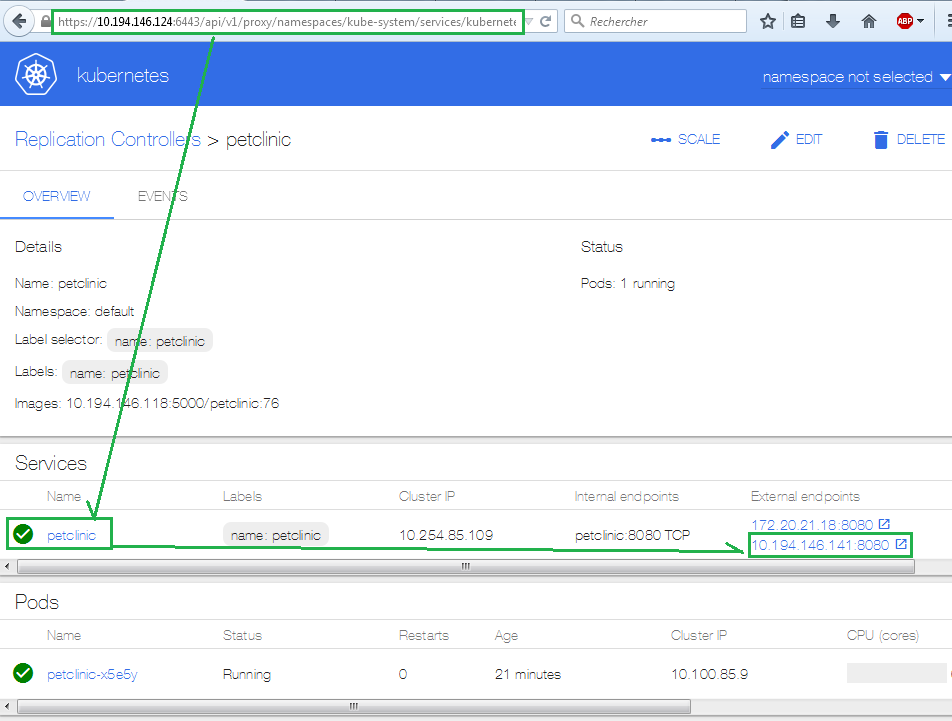 https://10.194.146.124:6443/api/v1/proxy/namespaces/kube-system/services/kubernete
Rechercher
ABP
kubernetes
namespace not selected
Replication Controllers > petclinic
SCALE
EDIT
DELETE
OVERVIEW
EVENTS
Details
Status
Name: petclinic
Pods: 1 running
Namespace: default
Label selector: name: petclinic
Labels: name: petclinic
Images: 10.194.146.118:5000/petclinic:76
Services
Name Labels Cluster IP Internal endpoints External endpoints
petclinic name: petclinic 10.254.85.109 petclinic:8080 TCP 172.20.21.18:8080
10.194.146.141:8080
Pods
Name Status Restarts Age Cluster IP CPU (cores)
petclinic-x5e5y Running 0 21 minutes 10.100.85.9